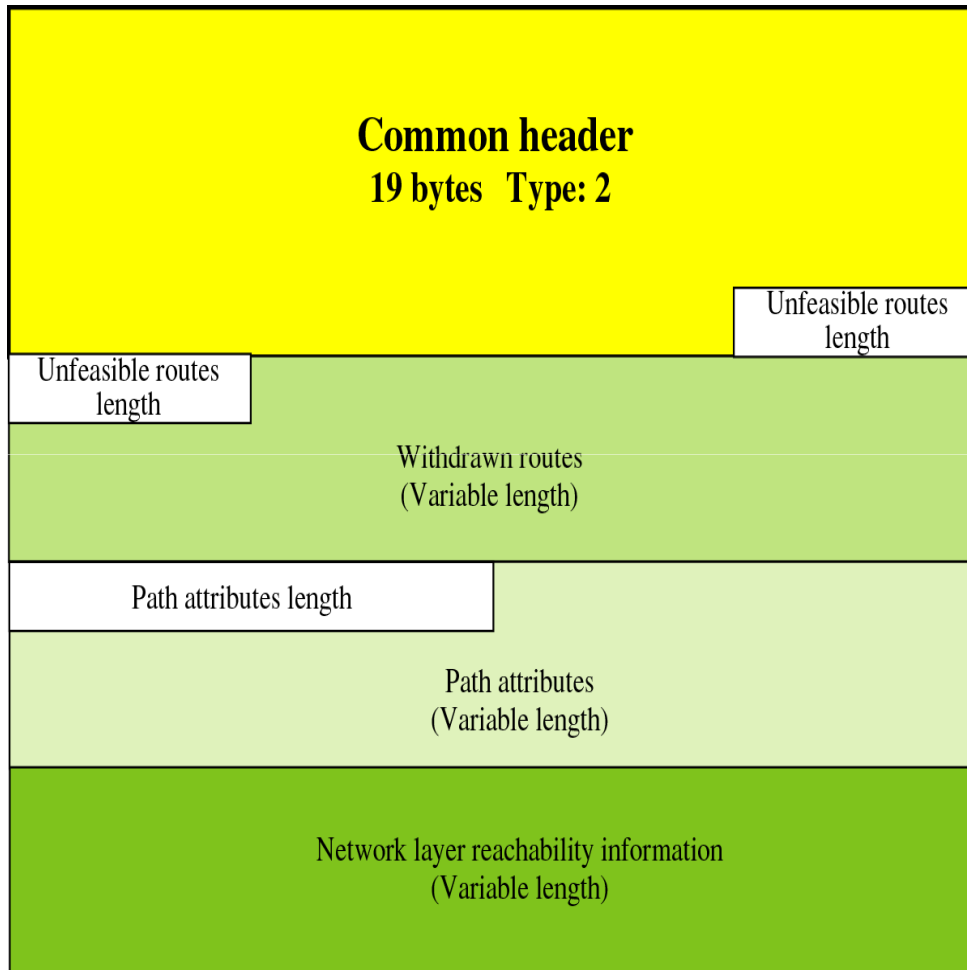 Common header
19 bytes Type: 2
Unfeasible routes
length
Unfeasible routes
length
Withdrawn routes
(Variable length)
Path attributes length
Path attributes
(Variable length)
Network layer reachability information
(Variable length)